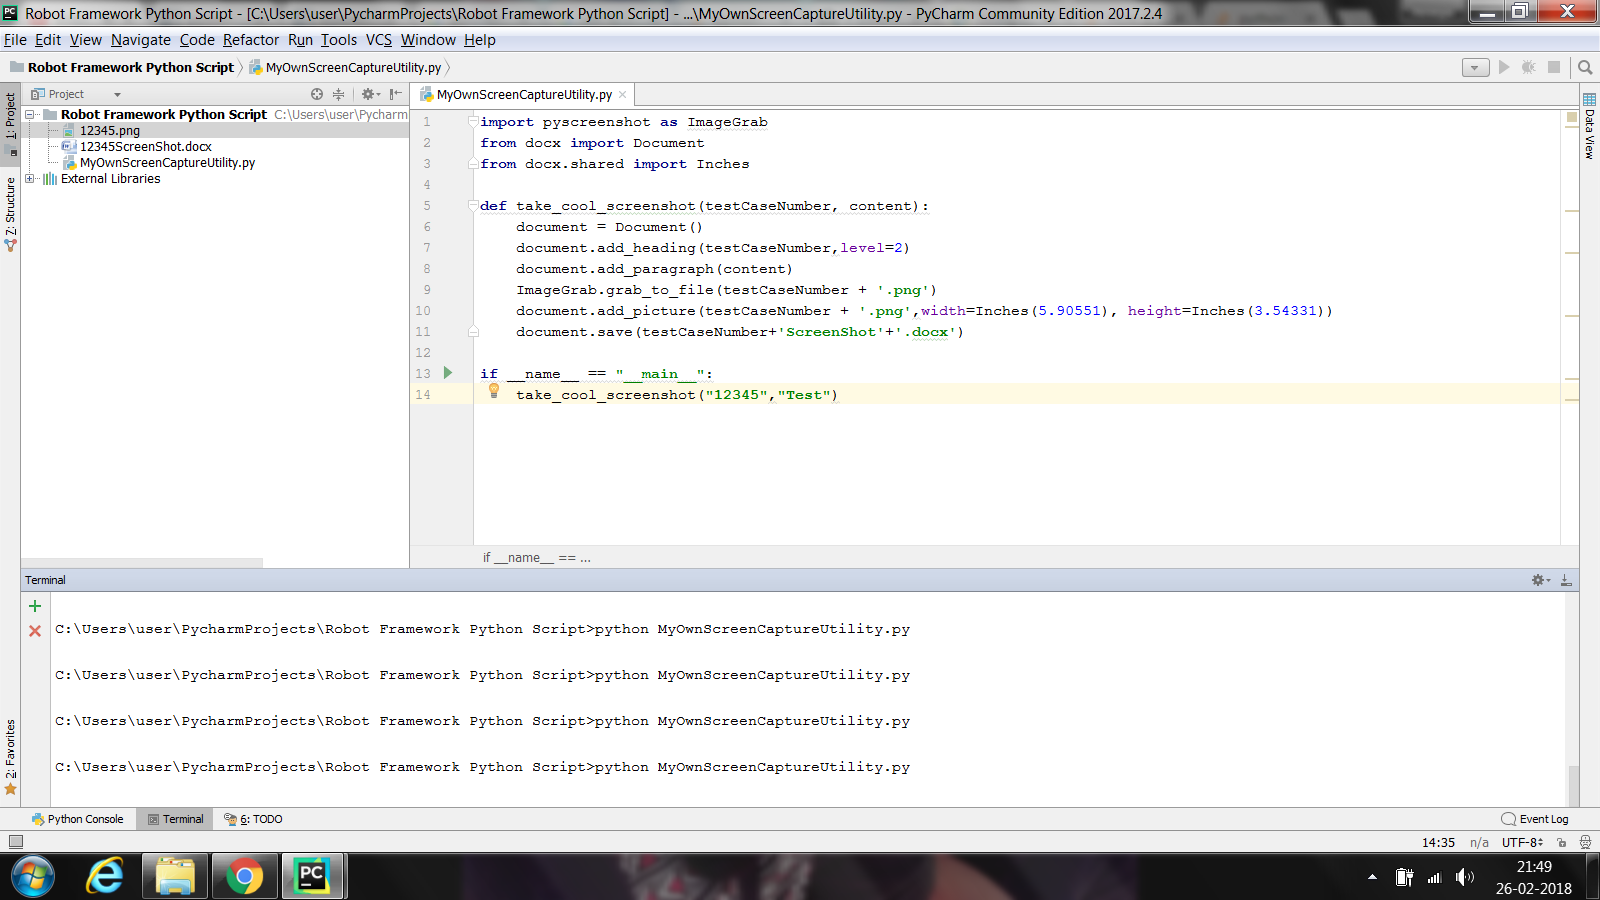 PC Robot Framework Python Script - [C:\Users\user\PycharmProjects\Robot Framework Python Script] - ...\MyOwnScreenCaptureUtility.py - PyCharm Community Edition 2017.2.4
File Edit View Navigate Code Refactor Run Tools VCS Window Help
Robot Framework Python Script MyOwnScreenCaptureUtility.py
Project
MyOwnScreenCaptureUtility.py
1: Project
Robot Framework Python Script C:\Users\user\Pycharm
12345.png
12345ScreenShot.docx
MyOwnScreenCaptureUtility.py
External Libraries
Z: Structure
Data View
1 import pyscreenshot as ImageGrab
2 from docx import Document
3 from docx.shared import Inches
4
5 def take_cool_screenshot(testCaseNumber, content):
6 document = Document()
7 document.add_heading(testCaseNumber,level=2)
8 document.add_paragraph(content)
9 ImageGrab.grab_to_file(testCaseNumber + '.png')
10 document.add_picture(testCaseNumber + '.png',width=Inches(5.90551), height=Inches(3.54331))
11 document.save(testCaseNumber+'ScreenShot'+'.docx')
12
13 if __name__ == "__main__":
14 take_cool_screenshot("12345","Test")
if __name__ == ...
Terminal
C:\Users\user\PycharmProjects\Robot Framework Python Script>python MyOwnScreenCaptureUtility.py
C:\Users\user\PycharmProjects\Robot Framework Python Script>python MyOwnScreenCaptureUtility.py
C:\Users\user\PycharmProjects\Robot Framework Python Script>python MyOwnScreenCaptureUtility.py
C:\Users\user\PycharmProjects\Robot Framework Python Script>python MyOwnScreenCaptureUtility.py
2: Favorites
Python Console Terminal 6: TODO Event Log
14:35 n/a UTF-8
PC
21:49
26-02-2018